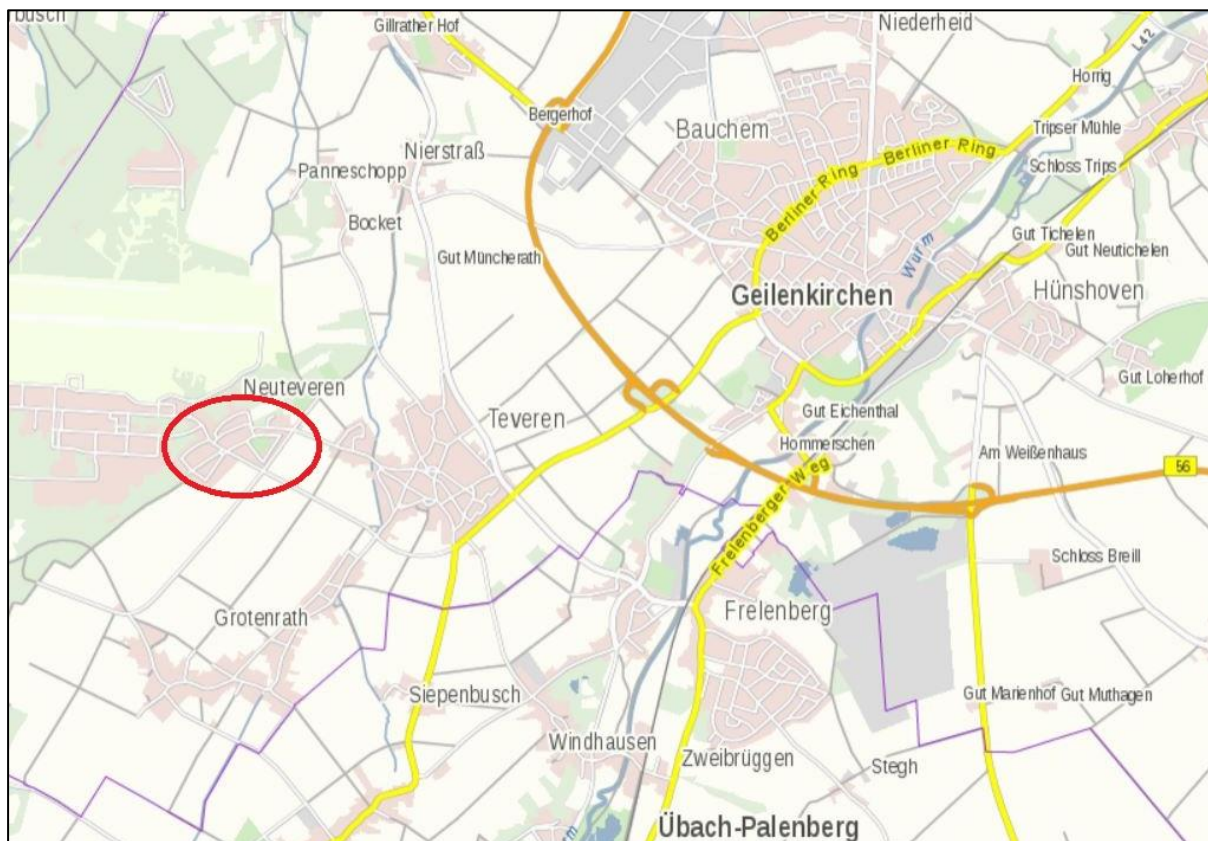 rbusch
Gillrather Hof
Niederheid
L42
Horrig
Bergerhof
Bauchem
Tripser Mühle
Nierstraß
Berliner Ring
Schloss Trips
Panneschopp
Berliner Ring
Bocket
Gut Tichelen
Gut Müncherath
Wurm
Gut Neutichelen
Geilenkirchen
Hünshoven
Neuteveren
Gut Loherhof
Teveren
Gut Eichenthal
Hommerschen
Am Weißenhaus
56
Frelenberger Weg
Schloss Breill
Grotenrath
Frelenberg
Siepenbusch
Gut Marienhof
Gut Muthagen
Windhausen
Zweibrüggen
Stegh
Übach-Palenberg